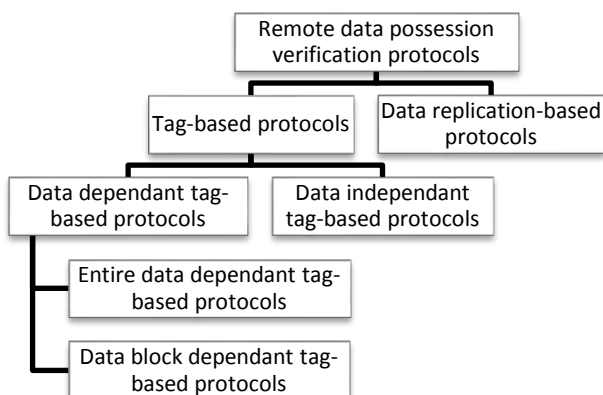 Remote data possession
verification protocols
Tag-based protocols
Data replication-based
protocols
Data dependant tag-
based protocols
Data independant
tag-based protocols
Entire data dependant tag-
based protocols
Data block dependant tag-
based protocols